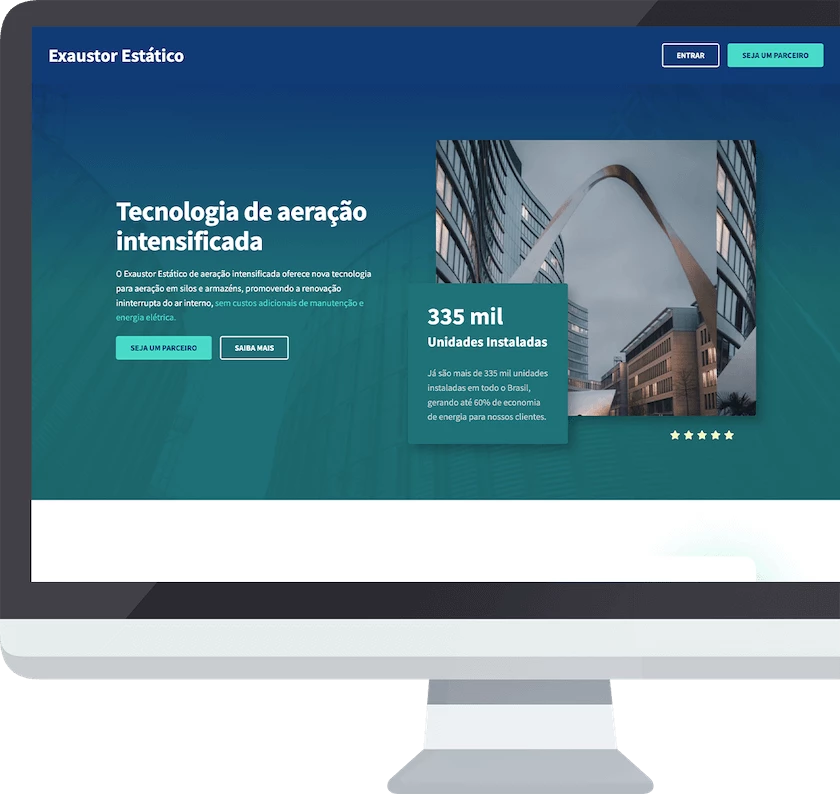 Exaustor Estático
ENTRAR
SEJA UM PARCEIRO
Tecnologia de aeração
intensificada
O Exaustor Estático de aeração intensificada oferece nova tecnologia
para aeração em silos e armazéns, promovendo a renovação
ininterrupta do ar interno, sem custos adicionais de manutenção e
energia elétrica.
SEJA UM PARCEIRO
SAIBA MAIS
335 mil
Unidades Instaladas
Já são mais de 335 mil unidades
instaladas em todo o Brasil,
gerando até 60% de economia
de energia para nossos clientes.